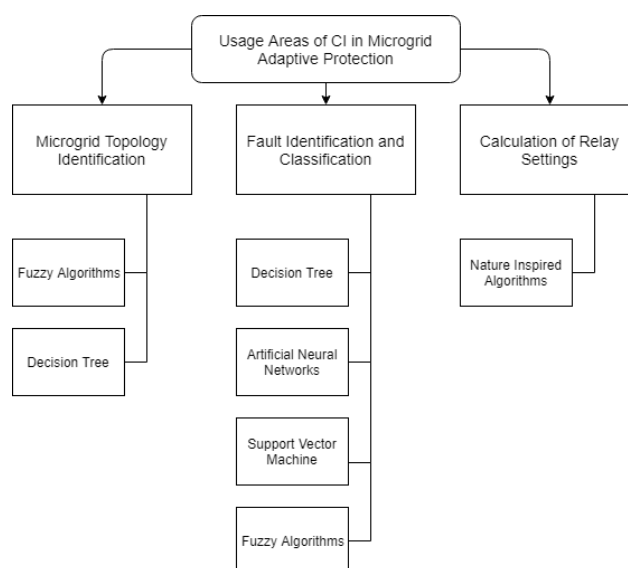 Usage Areas of CI in Microgrid
Adaptive Protection
Microgrid Topology
Identification
Fuzzy Algorithms
Decision Tree
Fault Identification and
Classification
Decision Tree
Artificial Neural
Networks
Support Vector
Machine
Fuzzy Algorithms
Calculation of Relay
Settings
Nature Inspired
Algorithms